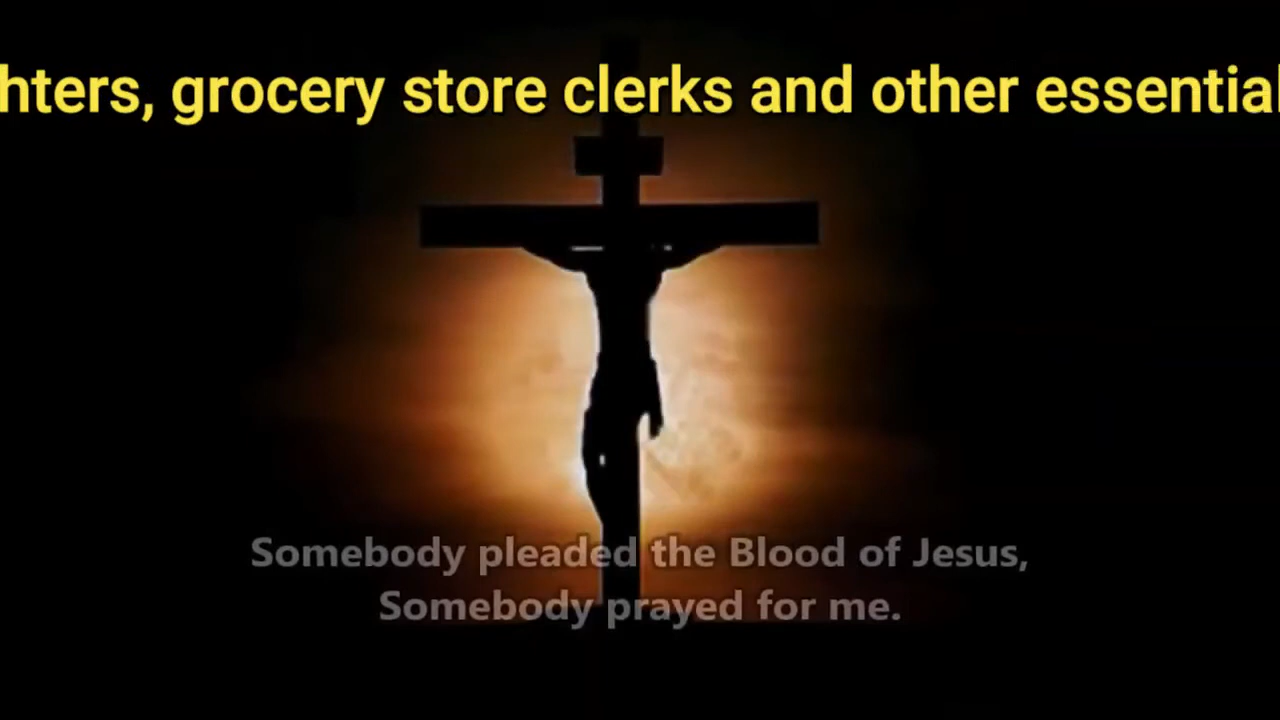 hters, grocery store clerks and other essential
Somebody pleaded the Blood of Jesus,
Somebody prayed for me.